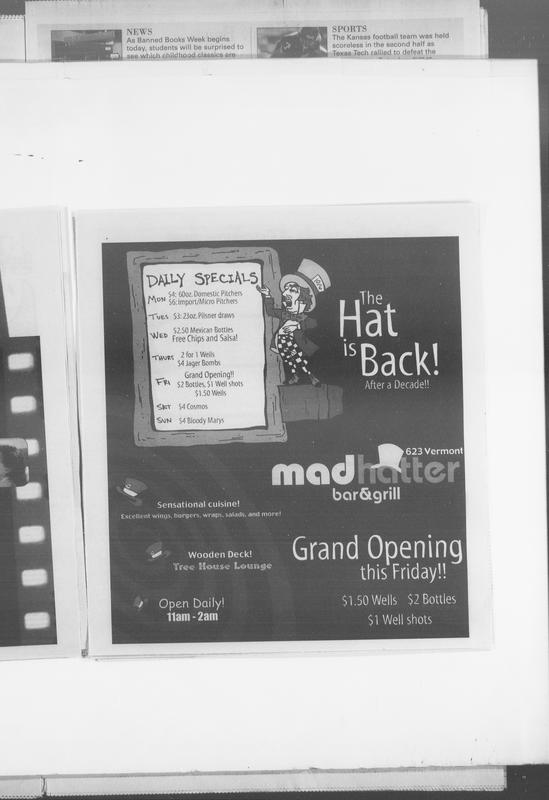 NEWS
As Banned Books Week begins
today, students will be surprised to
see which childhood classics are
SPORTS
The Kansas football team was held
scoreless in the second half as
Texas Tech rallied to defeat the
DAILY SPECIALS
MON $4: 60oz. Domestic Pitchers
$6: Import/Micro Pitchers
TUES $3: 23oz. Pilsner draws
WED $2.50 Mexican Bottles
Free Chips and Salsa!
THURS 2 for 1 Wells
$4 Jager Bombs
FRI Grand Opening!!
$2 Bottles, $1 Well shots
$1.50 Wells
SAT $4 Cosmos
SUN $4 Bloody Marys
The
Hat
is
Back!
After a Decade!!
623 Vermont
madhatter
bar&grill
Sensational cuisine!
Excellent wings, burgers, wraps, salads, and more!
Wooden Deck!
Tree House Lounge
Open Daily!
11am - 2am
Grand Opening
this Friday!!
$1.50 Wells $2 Bottles
$1 Well shots